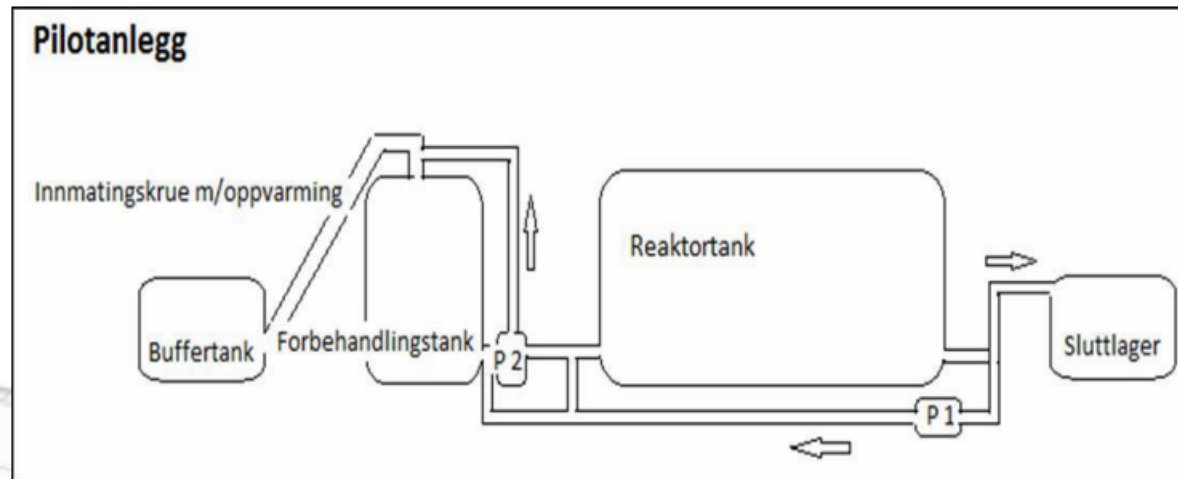 Pilotanlegg
Innmatingskrue m/oppvarming
Reaktortank
Buffertank
Forbehandlingstank
P 2
Sluttlager
P 1